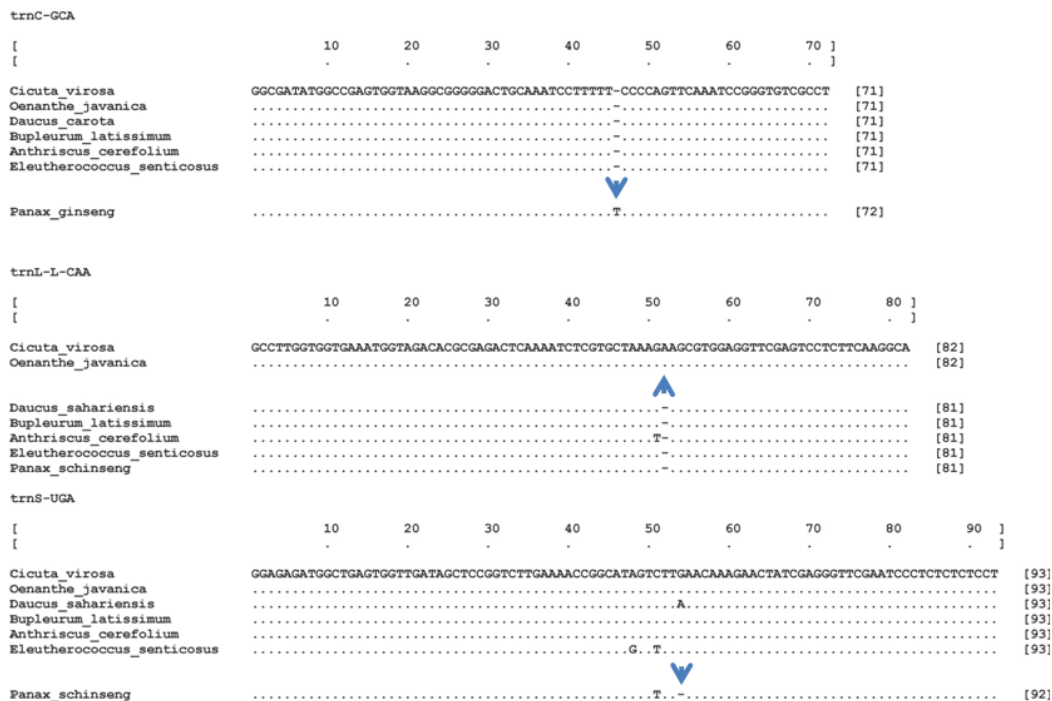 trnC-GCA
[ 10 20 30 40 50 60 70 ]
[ . . . . . . . ]
Cicuta_virosa GGCGATATGGCCGAGTGGTAAGGCGGGGGACTGCAAATCCTTTTT-CCCCAGTTCAAATCCGGGTGTCGCCT [71]
Oenanthe_javanica .............................................-.......................... [71]
Daucus_carota .............................................-.......................... [71]
Bupleurum_latissimum .............................................-.......................... [71]
Anthriscus_cerefolium .............................................-.......................... [71]
Eleutherococcus_senticosus .............................................-.......................... [71]
Panax_ginseng .............................................T.......................... [72]
trnL-L-CAA
[ 10 20 30 40 50 60 70 80 ]
[ . . . . . . . . ]
Cicuta_virosa GCCTTGGTGGTGAAATGGTAGACACGCGAGACTCAAAATCTCGTGCTAAAGAAGCGTGGAGGTTCGAGTCCTCTTCAAGGCA [82]
Oenanthe_javanica .................................................................................. [82]
Daucus_sahariensis ...................................................-.............................. [81]
Bupleurum_latissimum ...................................................-.............................. [81]
Anthriscus_cerefolium ..................................................T-.............................. [81]
Eleutherococcus_senticosus ...................................................-.............................. [81]
Panax_schinseng ...................................................-.............................. [81]
trnS-UGA
[ 10 20 30 40 50 60 70 80 90 ]
[ . . . . . . . . . ]
Cicuta_virosa GGAGAGATGGCTGAGTGGTTGATAGCTCCGGTCTTGAAAACCGGCATAGTCTTGAACAAAGAACTATCGAGGGTTCGAATCCCTCTCTCTCCT [93]
Oenanthe_javanica ............................................................................................. [93]
Daucus_sahariensis .....................................................A....................................... [93]
Bupleurum_latissimum ............................................................................................. [93]
Anthriscus_cerefolium ............................................................................................. [93]
Eleutherococcus_senticosus ...............................................G..T.......................................... [93]
Panax_schinseng ..................................................T..-....................................... [92]